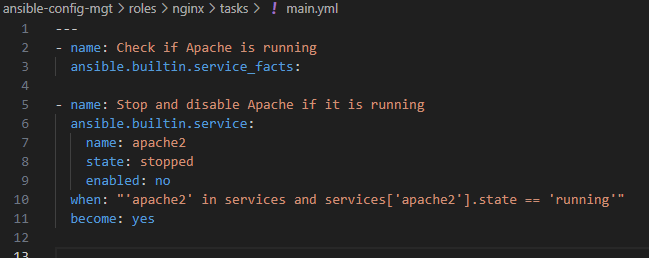 ansible-config-mgt > roles > nginx > tasks > ! main.yml
1 ---
2 - name: Check if Apache is running
3   ansible.builtin.service_facts:
4
5 - name: Stop and disable Apache if it is running
6   ansible.builtin.service:
7     name: apache2
8     state: stopped
9     enabled: no
10   when: "'apache2' in services and services['apache2'].state == 'running'"
11   become: yes
12
13